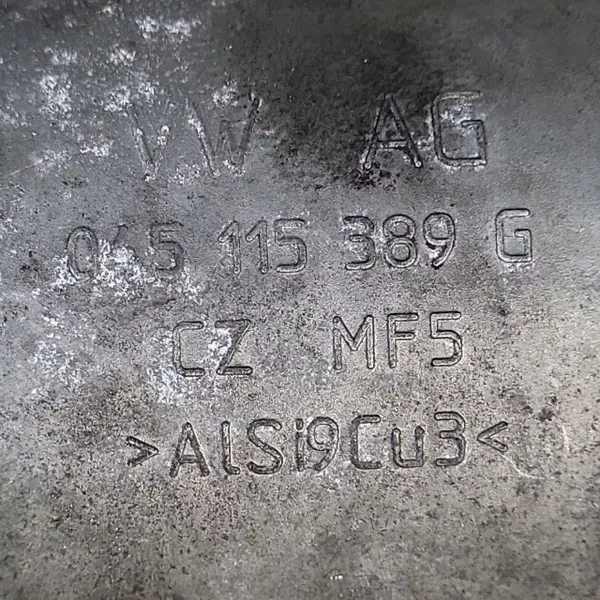 VW AG
045 115 389 G
CZ MF5
>AlSi9Cu3<